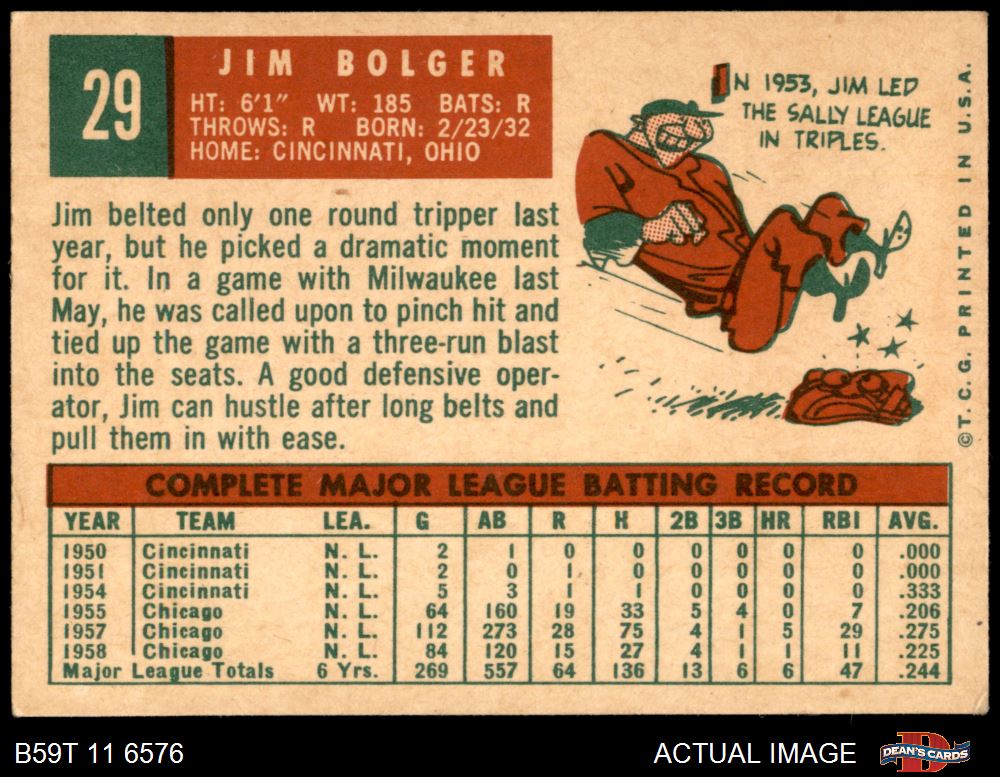 29
JIM BOLGER
HT: 6'1" WT: 185 BATS: R
THROWS: R BORN: 2/23/32
HOME: CINCINNATI, OHIO
IN 1953, JIM LED
THE SALLY LEAGUE
IN TRIPLES.
Jim belted only one round tripper last
year, but he picked a dramatic moment
for it. In a game with Milwaukee last
May, he was called upon to pinch hit and
tied up the game with a three-run blast
into the seats. A good defensive oper-
ator, Jim can hustle after long belts and
pull them in with ease.
©T.C.G. PRINTED IN U.S.A.
COMPLETE MAJOR LEAGUE BATTING RECORD
YEAR TEAM LEA. G AB R H 2B 3B HR RBI AVG.
1950 Cincinnati N. L. 2 1 0 0 0 0 0 0 .000
1951 Cincinnati N. L. 2 0 1 0 0 0 0 0 .000
1954 Cincinnati N. L. 5 3 1 1 0 0 0 0 .333
1955 Chicago N. L. 64 160 19 33 5 4 0 7 .206
1957 Chicago N. L. 112 273 28 75 4 1 5 29 .275
1958 Chicago N. L. 84 120 15 27 4 1 1 11 .225
Major League Totals 6 Yrs. 269 557 64 136 13 6 6 47 .244
B59T 11 6576
ACTUAL IMAGE
DEAN'S CARDS